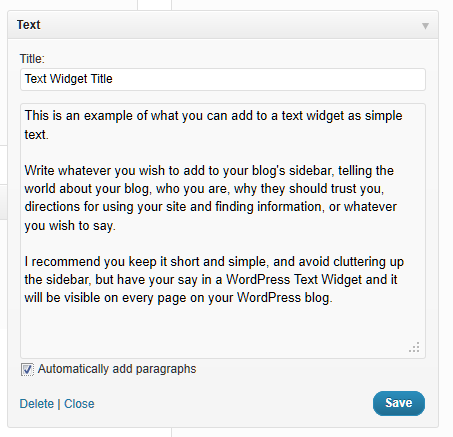 Text
Title:
Text Widget Title
This is an example of what you can add to a text widget as simple
text.
Write whatever you wish to add to your blog's sidebar, telling the
world about your blog, who you are, why they should trust you,
directions for using your site and finding information, or whatever
you wish to say.
I recommend you keep it short and simple, and avoid cluttering up
the sidebar, but have your say in a WordPress Text Widget and it
will be visible on every page on your WordPress blog.
Automatically add paragraphs
Delete | Close
Save